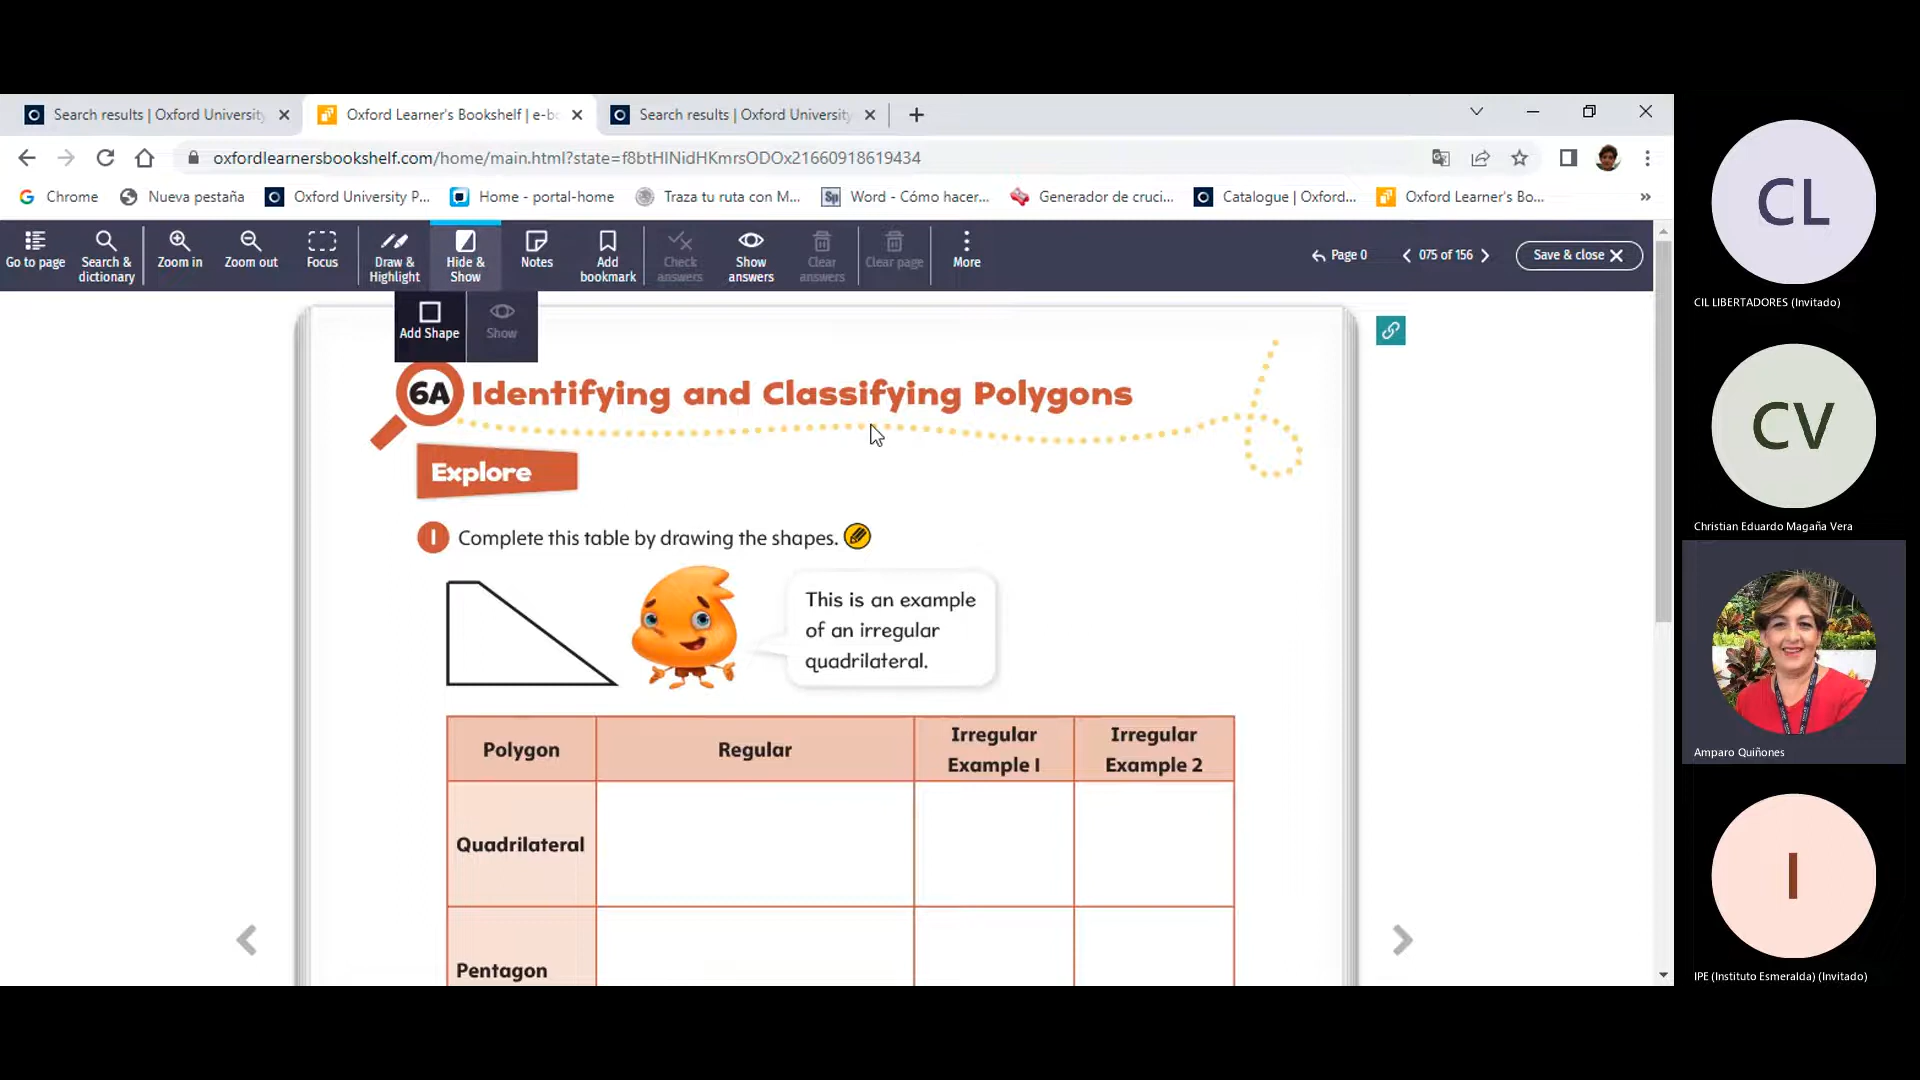 Search results | Oxford University
Oxford Learner's Bookshelf | e-bo
Search results | Oxford University
oxfordlearnersbookshelf.com/home/main.html?state=f8btHINidHKmrsODOx21660918619434
Chrome
Nueva pestaña
Oxford University P...
Home - portal-home
Traza tu ruta con M...
Sp
Word - Cómo hacer...
Generador de cruci...
Catalogue | Oxford...
Oxford Learner's Bo...
»
Go to page
Search & dictionary
Zoom in
Zoom out
Focus
Draw & Highlight
Hide & Show
Notes
Add bookmark
Check answers
Show answers
Clear answers
Clear page
More
Page 0
075 of 156
Save & close
Add Shape
Show
6A Identifying and Classifying Polygons
Explore
1 Complete this table by drawing the shapes.
This is an example
of an irregular
quadrilateral.
Polygon
Regular
Irregular
Example 1
Irregular
Example 2
Quadrilateral
Pentagon
CL
CIL LIBERTADORES (Invitado)
CV
Christian Eduardo Magaña Vera
Amparo Quiñones
I
IPE (Instituto Esmeralda) (Invitado)